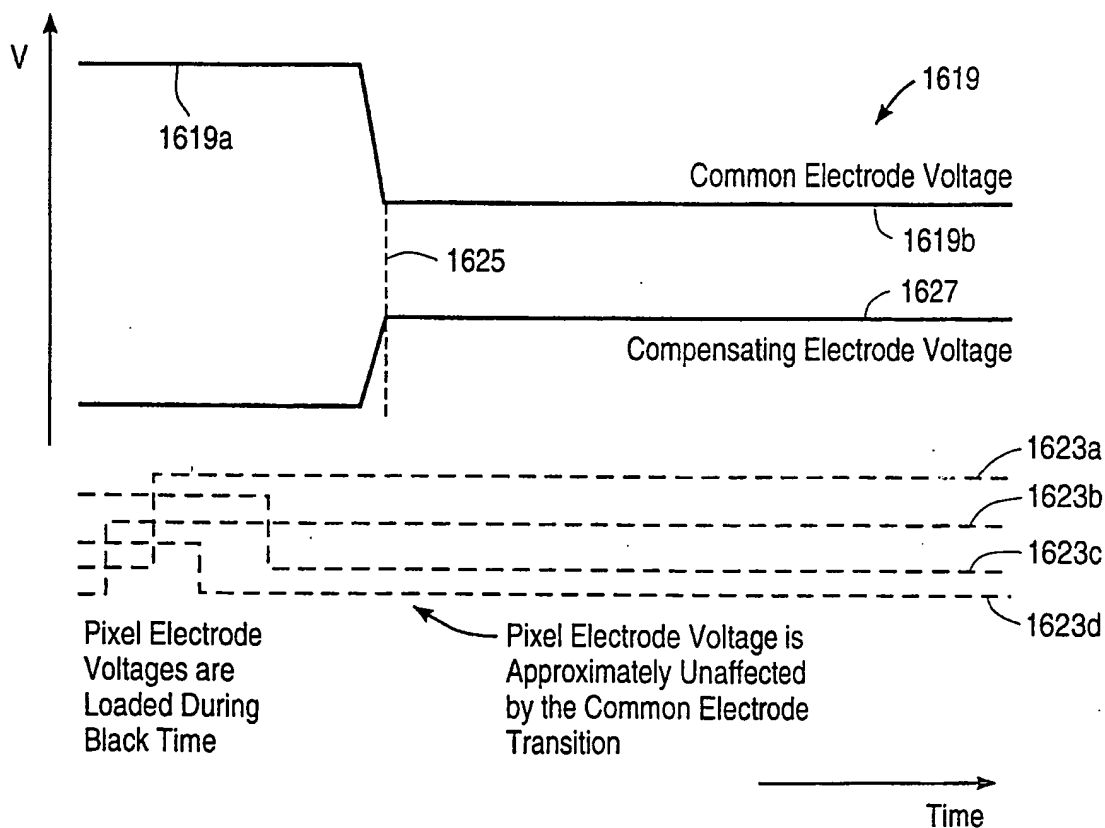 V
1619
1619a
Common Electrode Voltage
1619b
1625
1627
Compensating Electrode Voltage
1623a
1623b
1623c
1623d
Pixel Electrode
Voltages are
Loaded During
Black Time
Pixel Electrode Voltage is
Approximately Unaffected
by the Common Electrode
Transition
Time